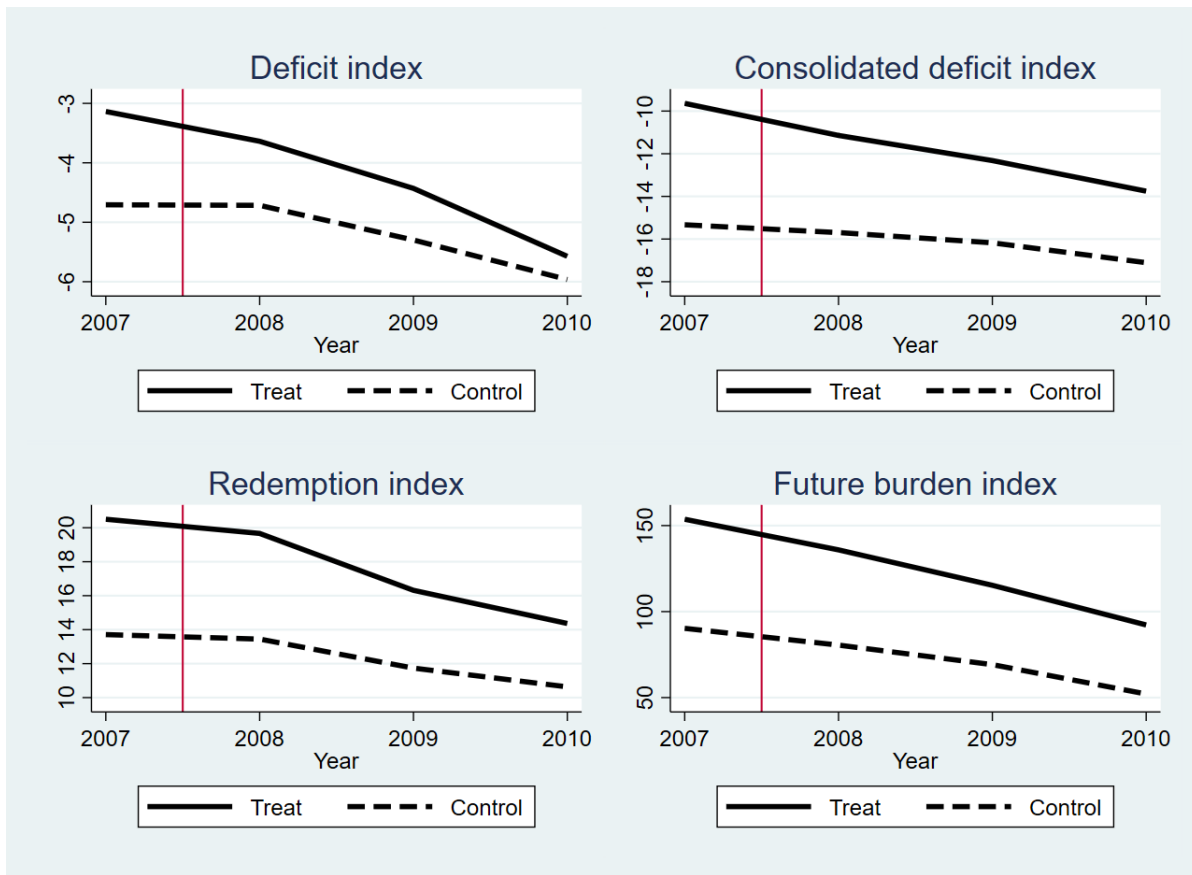 Deficit index
-3
-4
-5
-6
2007 2008 2009 2010
Year
Treat Control
Consolidated deficit index
-10
-12
-14
-16
-18
2007 2008 2009 2010
Year
Treat Control
Redemption index
20
18
16
14
12
10
2007 2008 2009 2010
Year
Treat Control
Future burden index
150
100
50
2007 2008 2009 2010
Year
Treat Control